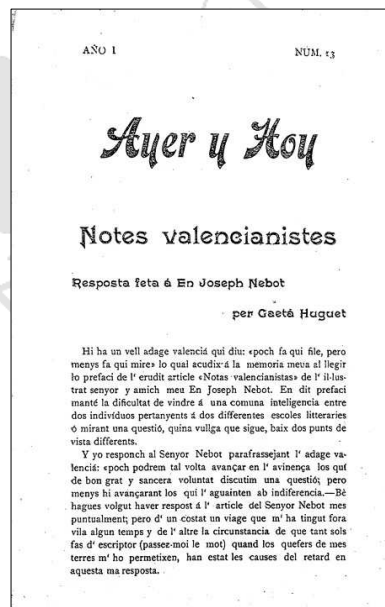 AÑO I
NÚM. 13
Ayer y Hoy
Notes valencianistes
Resposta feta á En Joseph Nebot
per Gaetá Huguet
Hi ha un vell adage valenciá qui diu: «poch fa qui file, pero
menys fa qui mire» lo qual acudix á la memoria meua al llegir
lo prefaci de l' erudit article «Notas valencianistas» de l' il-lus-
trat senyor y amich meu En Joseph Nebot. En dit prefaci
manté la dificultat de vindre á una comuna inteligencia entre
dos individuos pertanyents á dos differentes escoles litteraries
ó mirant una questió, quina vullga que sigue, baix dos punts de
vista differents.
Y yo responch al Senyor Nebot parafrassejant l' adage va-
lenciá: «poch podrem tal volta avançar en l' avinença los qui
de bon grat y sancera voluntat discutim una questió; pero
menys hi avançarant los qui l' aguaiten ab indiferencia.—Bè
hagues volgut haver respost á l' article del Senyor Nebot mes
puntualment; pero d' un costat un viage que m' ha tingut fora
vila algun temps y de l' altre la circunstancia de que tant sols
fas d' escriptor (passez-moi le mot) quand los quefers de mes
terres m' ho permetixen, han estat les causes del retard en
aquesta ma resposta.